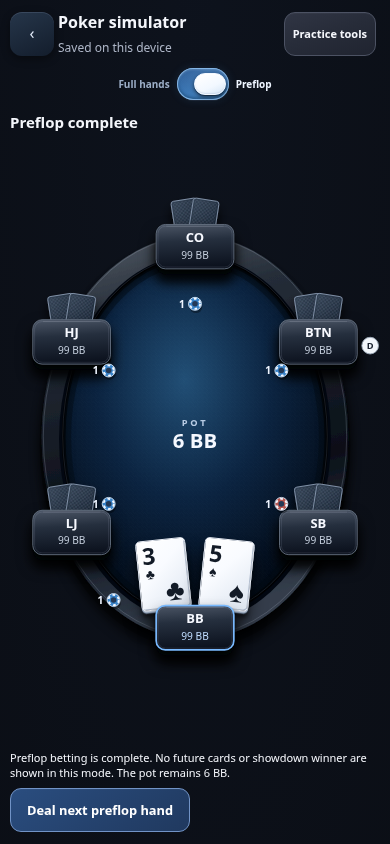 ‹
Poker simulator
Saved on this device
Practice tools
Full hands
Preflop
Preflop complete
CO
99 BB
1
HJ
99 BB
1
BTN
99 BB
D
1
POT
6 BB
LJ
99 BB
1
SB
99 BB
1
3
5
1
BB
99 BB
Preflop betting is complete. No future cards or showdown winner are
shown in this mode. The pot remains 6 BB.
Deal next preflop hand